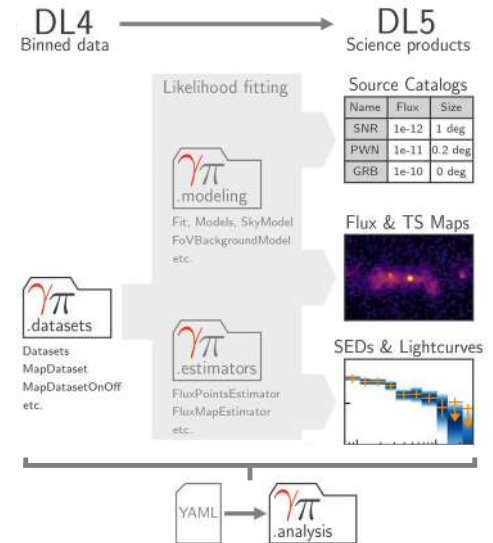 DL4
Binned data
DL5
Science products
Likelihood fitting
γπ
.modeling
Fit, Models, SkyModel
FoVBackgroundModel
etc.
γπ
.datasets
Datasets
MapDataset
MapDatasetOnOff
etc.
γπ
.estimators
FluxPointsEstimator
FluxMapEstimator
etc.
Source Catalogs
Name Flux Size
SNR 1e-12 1 deg
PWN 1e-11 0.2 deg
GRB 1e-10 0 deg
Flux & TS Maps
SEDs & Lightcurves
YAML
γπ
.analysis